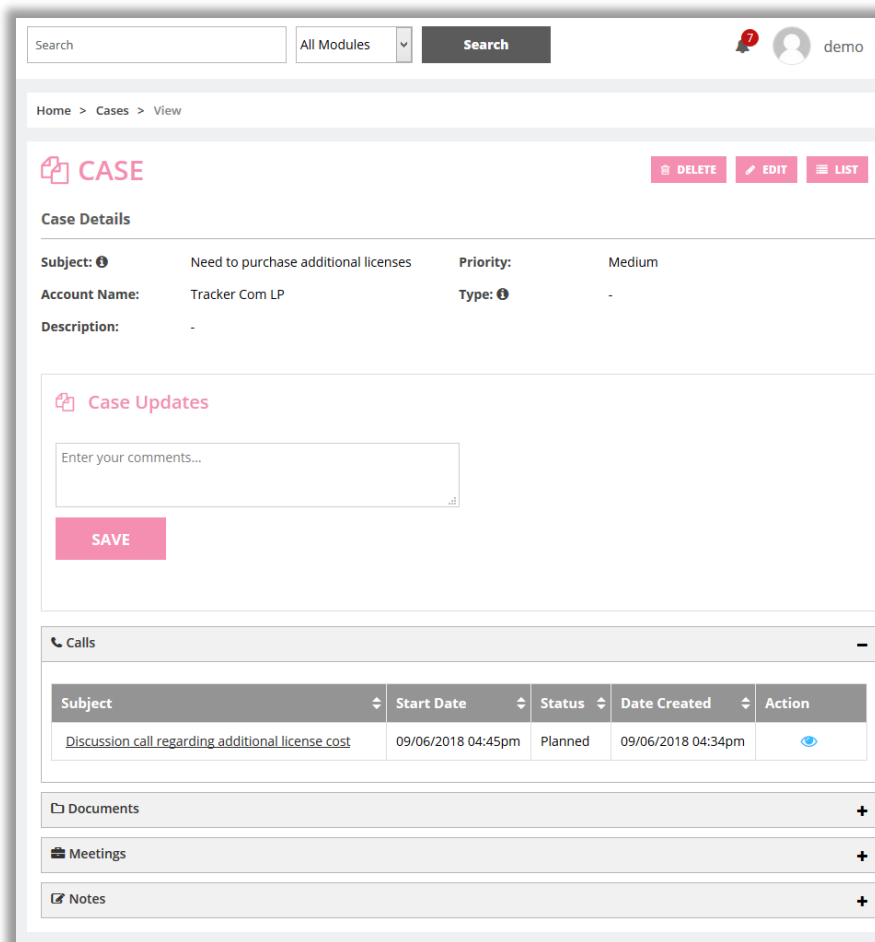 Search All Modules Search 7 demo
Home > Cases > View
CASE DELETE EDIT LIST
Case Details
Subject: Need to purchase additional licenses Priority: Medium
Account Name: Tracker Com LP Type: -
Description: -
Case Updates
Enter your comments...
SAVE
Calls
Subject Start Date Status Date Created Action
Discussion call regarding additional license cost 09/06/2018 04:45pm Planned 09/06/2018 04:34pm
Documents
Meetings
Notes